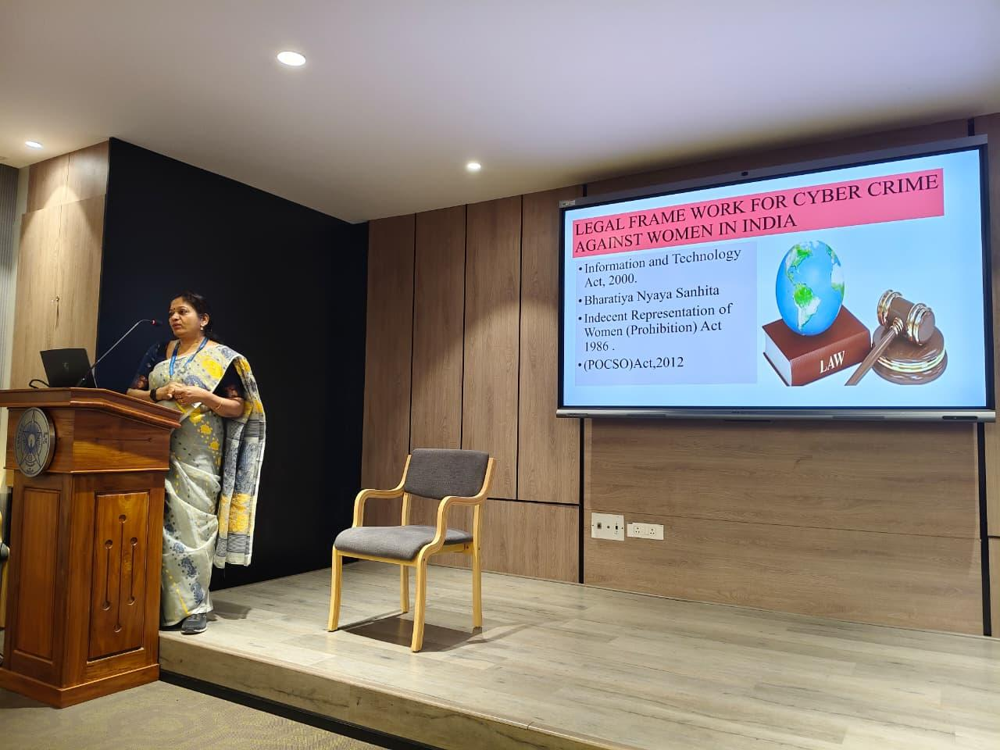 LEGAL FRAME WORK FOR CYBER CRIME
AGAINST WOMEN IN INDIA
• Information and Technology
Act, 2000.
• Bharatiya Nyaya Sanhita
• Indecent Representation of
Women (Prohibition) Act
1986 .
• (POCSO)Act,2012
LAW